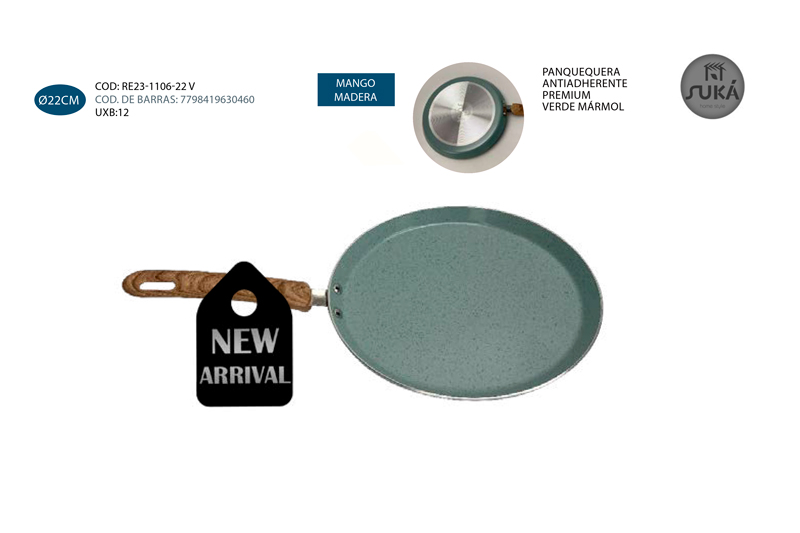 Ø22CM
COD: RE23-1106-22 V
COD. DE BARRAS: 7798419630460
UXB:12
MANGO
MADERA
PANQUEQUERA
ANTIADHERENTE
PREMIUM
VERDE MÁRMOL
SUKÁ
NEW
ARRIVAL